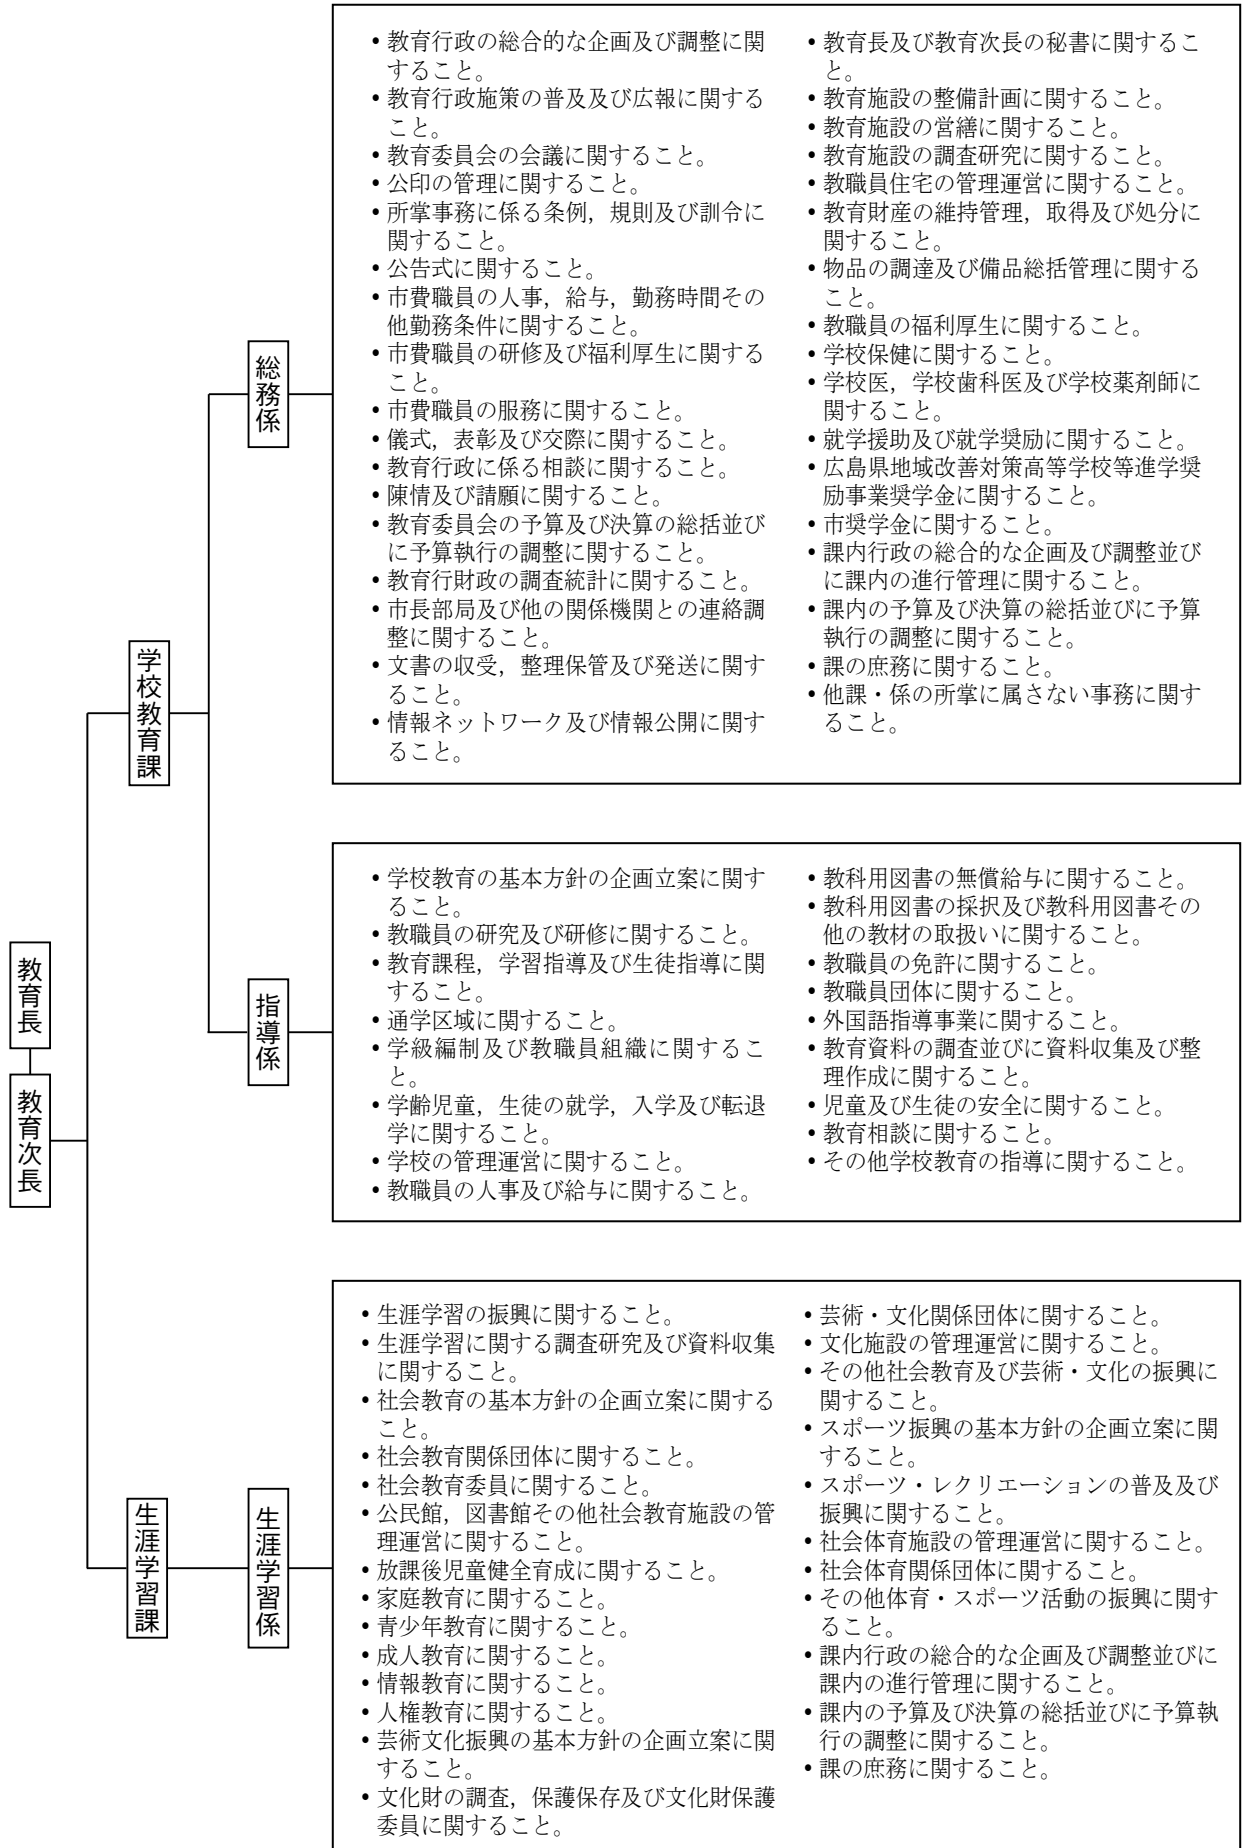 教育長
教育次長
学校教育課
総務係
• 教育行政の総合的な企画及び調整に関
すること。
• 教育行政施策の普及及び広報に関する
こと。
• 教育委員会の会議に関すること。
• 公印の管理に関すること。
• 所掌事務に係る条例，規則及び訓令に
関すること。
• 公告式に関すること。
• 市費職員の人事，給与，勤務時間その
他勤務条件に関すること。
• 市費職員の研修及び福利厚生に関する
こと。
• 市費職員の服務に関すること。
• 儀式，表彰及び交際に関すること。
• 教育行政に係る相談に関すること。
• 陳情及び請願に関すること。
• 教育委員会の予算及び決算の総括並び
に予算執行の調整に関すること。
• 教育行財政の調査統計に関すること。
• 市長部局及び他の関係機関との連絡調
整に関すること。
• 文書の収受，整理保管及び発送に関す
ること。
• 情報ネットワーク及び情報公開に関す
ること。
• 教育長及び教育次長の秘書に関するこ
と。
• 教育施設の整備計画に関すること。
• 教育施設の営繕に関すること。
• 教育施設の調査研究に関すること。
• 教職員住宅の管理運営に関すること。
• 教育財産の維持管理，取得及び処分に
関すること。
• 物品の調達及び備品総括管理に関する
こと。
• 教職員の福利厚生に関すること。
• 学校保健に関すること。
• 学校医，学校歯科医及び学校薬剤師に
関すること。
• 就学援助及び就学奨励に関すること。
• 広島県地域改善対策高等学校等進学奨
励事業奨学金に関すること。
• 市奨学金に関すること。
• 課内行政の総合的な企画及び調整並び
に課内の進行管理に関すること。
• 課内の予算及び決算の総括並びに予算
執行の調整に関すること。
• 課の庶務に関すること。
• 他課・係の所掌に属さない事務に関す
ること。
指導係
• 学校教育の基本方針の企画立案に関す
ること。
• 教職員の研究及び研修に関すること。
• 教育課程，学習指導及び生徒指導に関
すること。
• 通学区域に関すること。
• 学級編制及び教職員組織に関するこ
と。
• 学齢児童，生徒の就学，入学及び転退
学に関すること。
• 学校の管理運営に関すること。
• 教職員の人事及び給与に関すること。
• 教科用図書の無償給与に関すること。
• 教科用図書の採択及び教科用図書その
他の教材の取扱いに関すること。
• 教職員の免許に関すること。
• 教職員団体に関すること。
• 外国語指導事業に関すること。
• 教育資料の調査並びに資料収集及び整
理作成に関すること。
• 児童及び生徒の安全に関すること。
• 教育相談に関すること。
• その他学校教育の指導に関すること。
生涯学習課
生涯学習係
• 生涯学習の振興に関すること。
• 生涯学習に関する調査研究及び資料収集
に関すること。
• 社会教育の基本方針の企画立案に関する
こと。
• 社会教育関係団体に関すること。
• 社会教育委員に関すること。
• 公民館，図書館その他社会教育施設の管
理運営に関すること。
• 放課後児童健全育成に関すること。
• 家庭教育に関すること。
• 青少年教育に関すること。
• 成人教育に関すること。
• 情報教育に関すること。
• 人権教育に関すること。
• 芸術文化振興の基本方針の企画立案に関
すること。
• 文化財の調査，保護保存及び文化財保護
委員に関すること。
• 芸術・文化関係団体に関すること。
• 文化施設の管理運営に関すること。
• その他社会教育及び芸術・文化の振興に
関すること。
• スポーツ振興の基本方針の企画立案に関
すること。
• スポーツ・レクリエーションの普及及び
振興に関すること。
• 社会体育施設の管理運営に関すること。
• 社会体育関係団体に関すること。
• その他体育・スポーツ活動の振興に関す
ること。
• 課内行政の総合的な企画及び調整並びに
課内の進行管理に関すること。
• 課内の予算及び決算の総括並びに予算執
行の調整に関すること。
• 課の庶務に関すること。